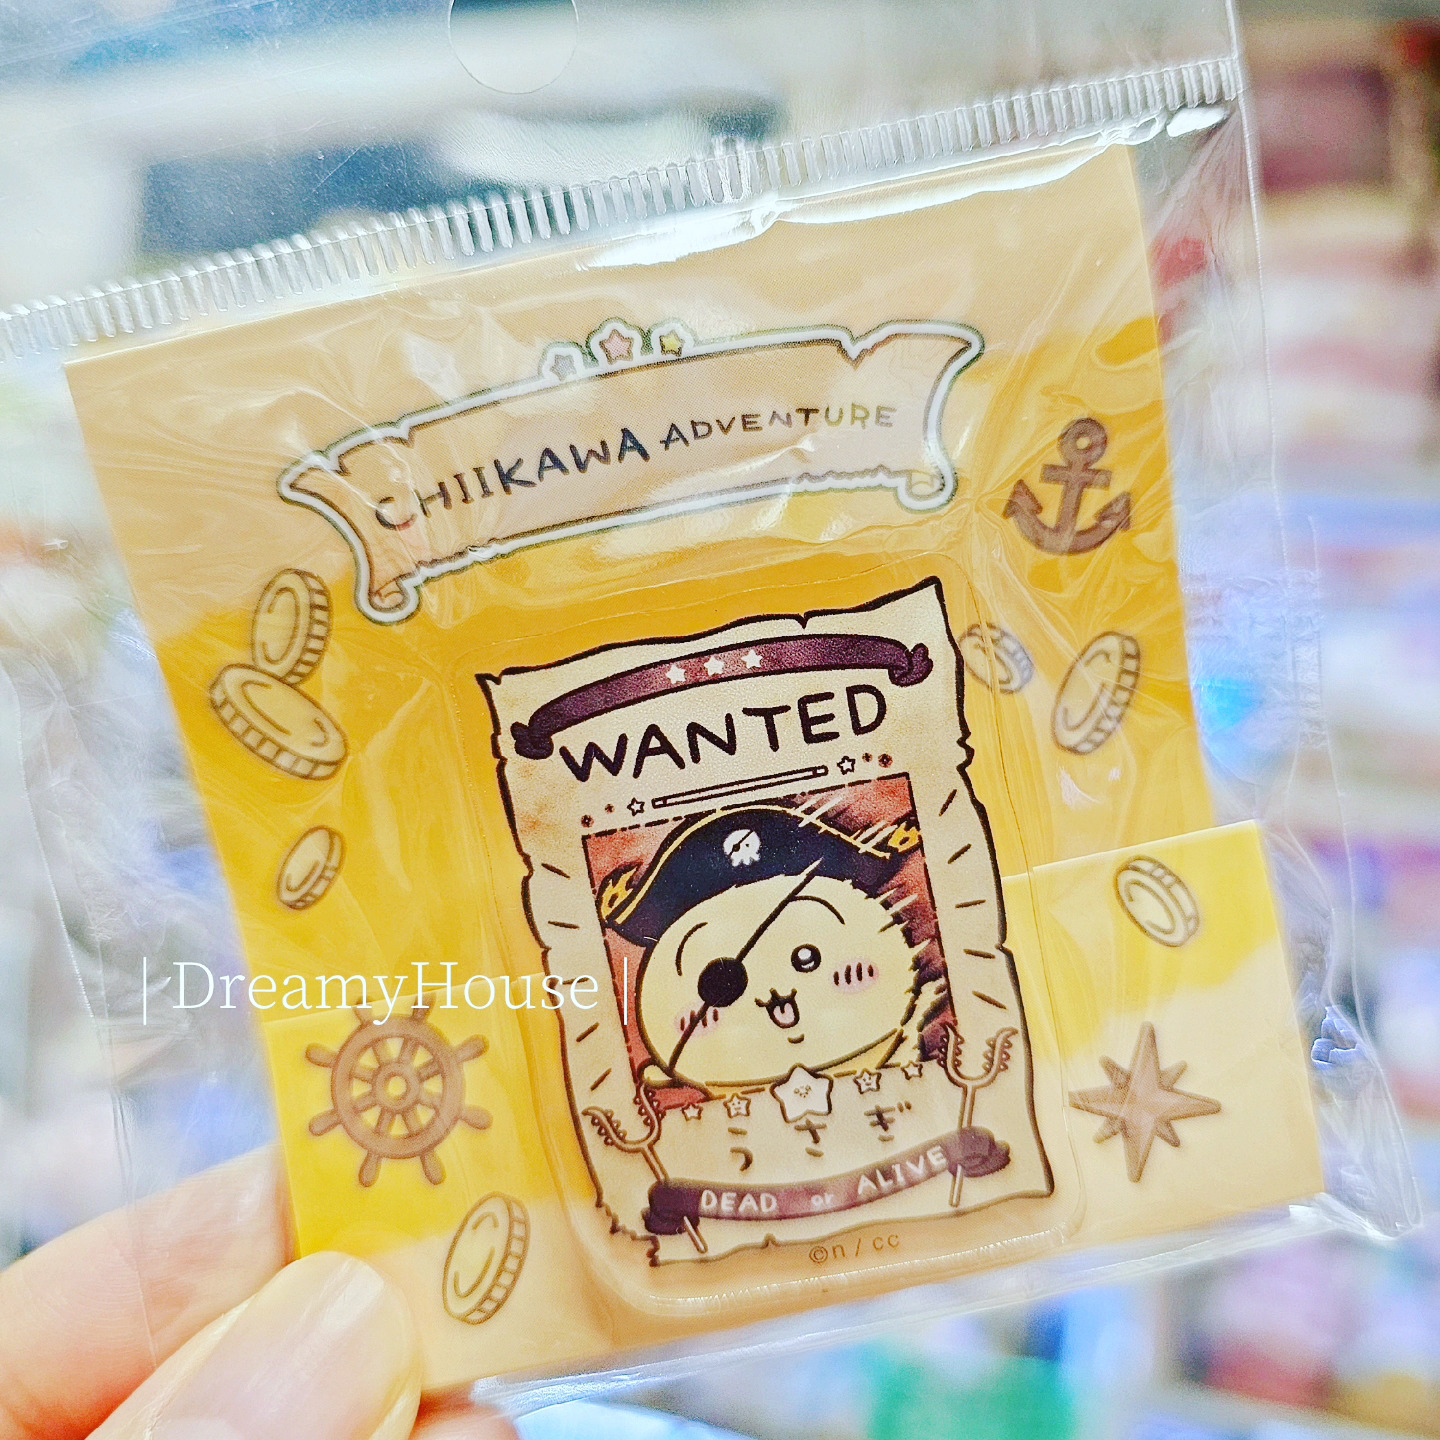 CHIIKAWA ADVENTURE
WANTED
| DreamyHouse |
うさぎ
DEAD or ALIVE
©n / cc